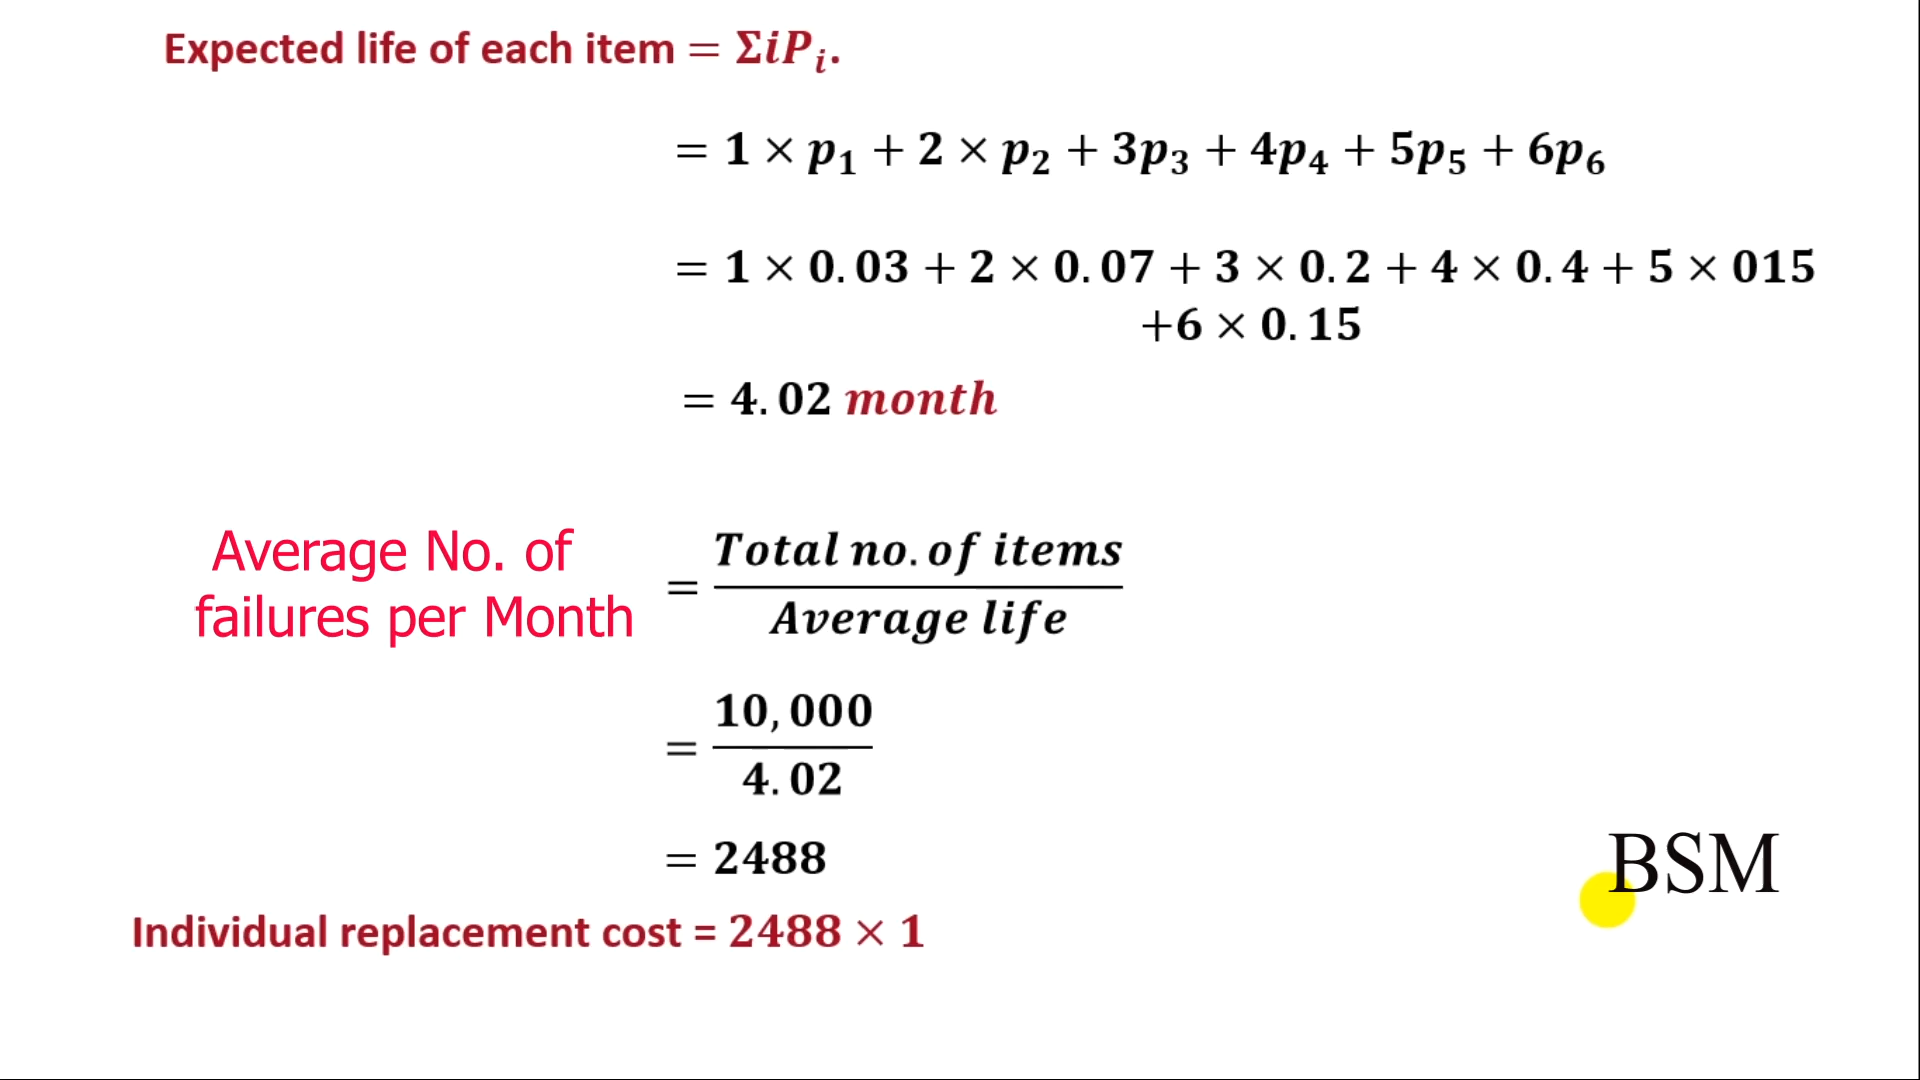 Expected life of each item = ΣiPᵢ.
= 1 × p₁ + 2 × p₂ + 3p₃ + 4p₄ + 5p₅ + 6p₆
= 1 × 0.03 + 2 × 0.07 + 3 × 0.2 + 4 × 0.4 + 5 × 015
+6 × 0.15
= 4.02 month
Average No. of
failures per Month
= Total no. of items
Average life
= 10,000
4.02
= 2488
BSM
Individual replacement cost = 2488 × 1